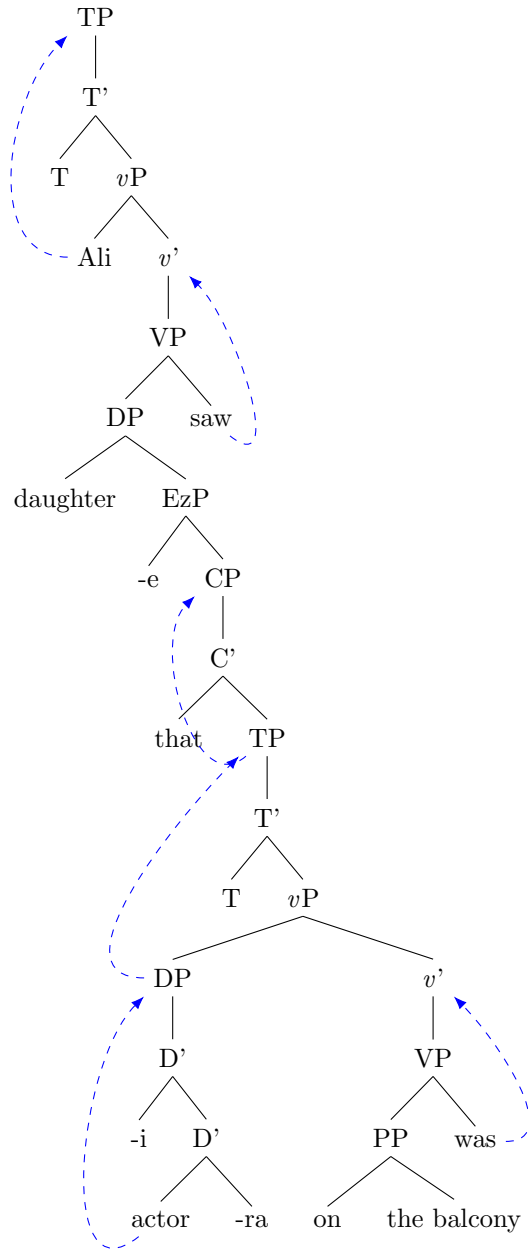 TP
T'
T vP
Ali v'
VP
DP saw
daughter EzP
-e CP
C'
that TP
T'
T vP
DP v'
D' VP
-i D' PP was
actor -ra on the balcony